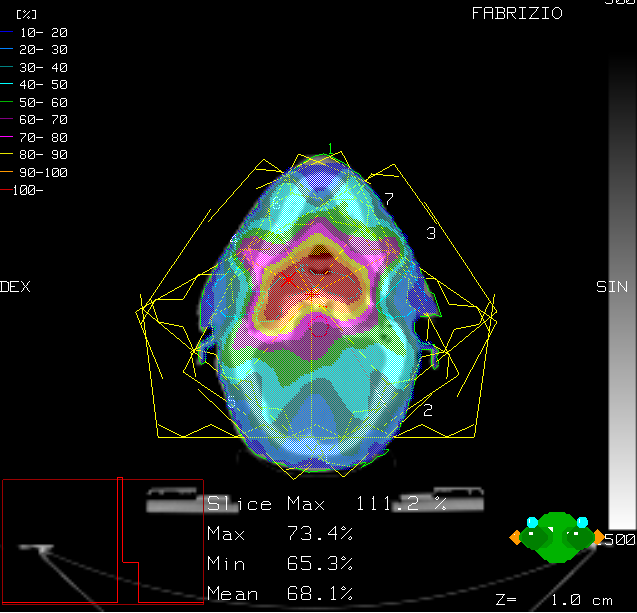 [%]
FABRIZIO
10- 20
20- 30
30- 40
40- 50
50- 60
60- 70
70- 80
80- 90
90-100
100-
1
7
3
DEX
SIN
5
2
Slice Max 111.2 %
Max 73.4%
Min 65.3%
Mean 68.1%
500
Z= 1.0 cm